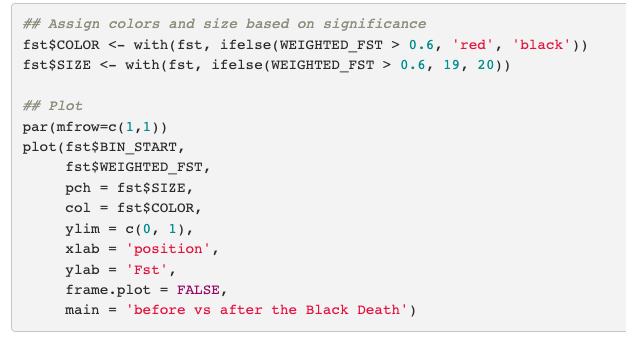 ## Assign colors and size based on significance
fst$COLOR <- with(fst, ifelse(WEIGHTED_FST > 0.6, 'red', 'black'))
fst$SIZE <- with(fst, ifelse(WEIGHTED_FST > 0.6, 19, 20))

## Plot
par(mfrow=c(1,1))
plot(fst$BIN_START,
     fst$WEIGHTED_FST,
     pch = fst$SIZE,
     col = fst$COLOR,
     ylim = c(0, 1),
     xlab = 'position',
     ylab = 'Fst',
     frame.plot = FALSE,
     main = 'before vs after the Black Death')